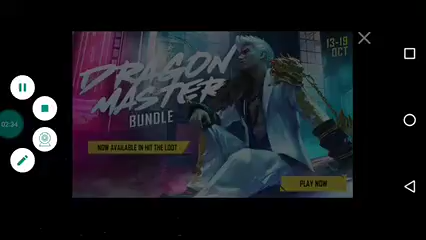 13-19
OCT
DRAGON
MASTER
BUNDLE
NOW AVAILABLE IN HIT THE LOOT
PLAY NOW
02:34